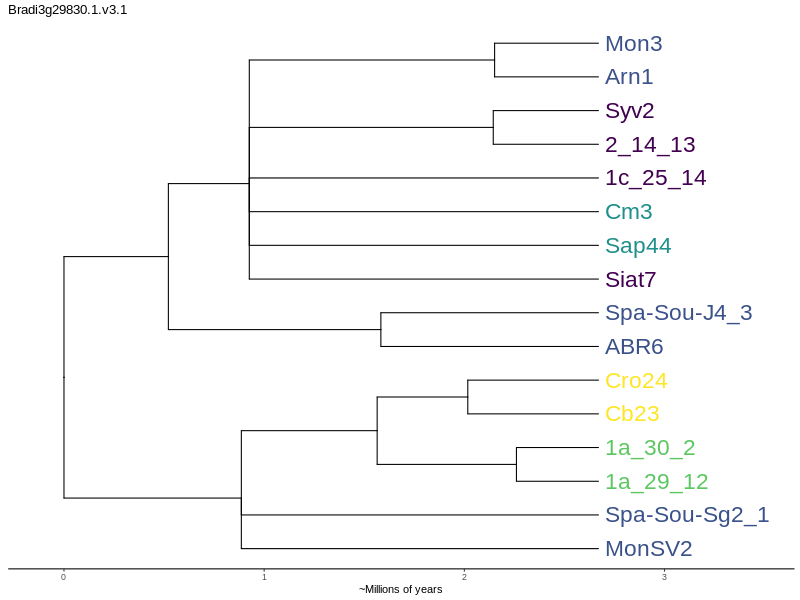 Bradi3g29830.1.v3.1
Mon3
Arn1
Syv2
2_14_13
1c_25_14
Cm3
Sap44
Siat7
Spa-Sou-J4_3
ABR6
Cro24
Cb23
1a_30_2
1a_29_12
Spa-Sou-Sg2_1
MonSV2
0 1 2 3
~Millions of years